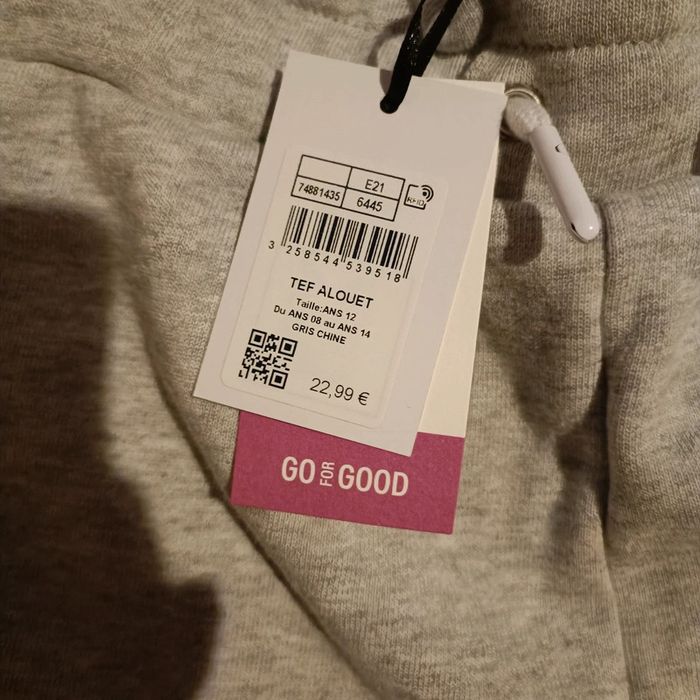 E21
74881435 6445
RFID
3 258544 539518
TEF ALOUET
Taille:ANS 12
Du ANS 08 au ANS 14
GRIS CHINE
22,99 €
GO FOR GOOD